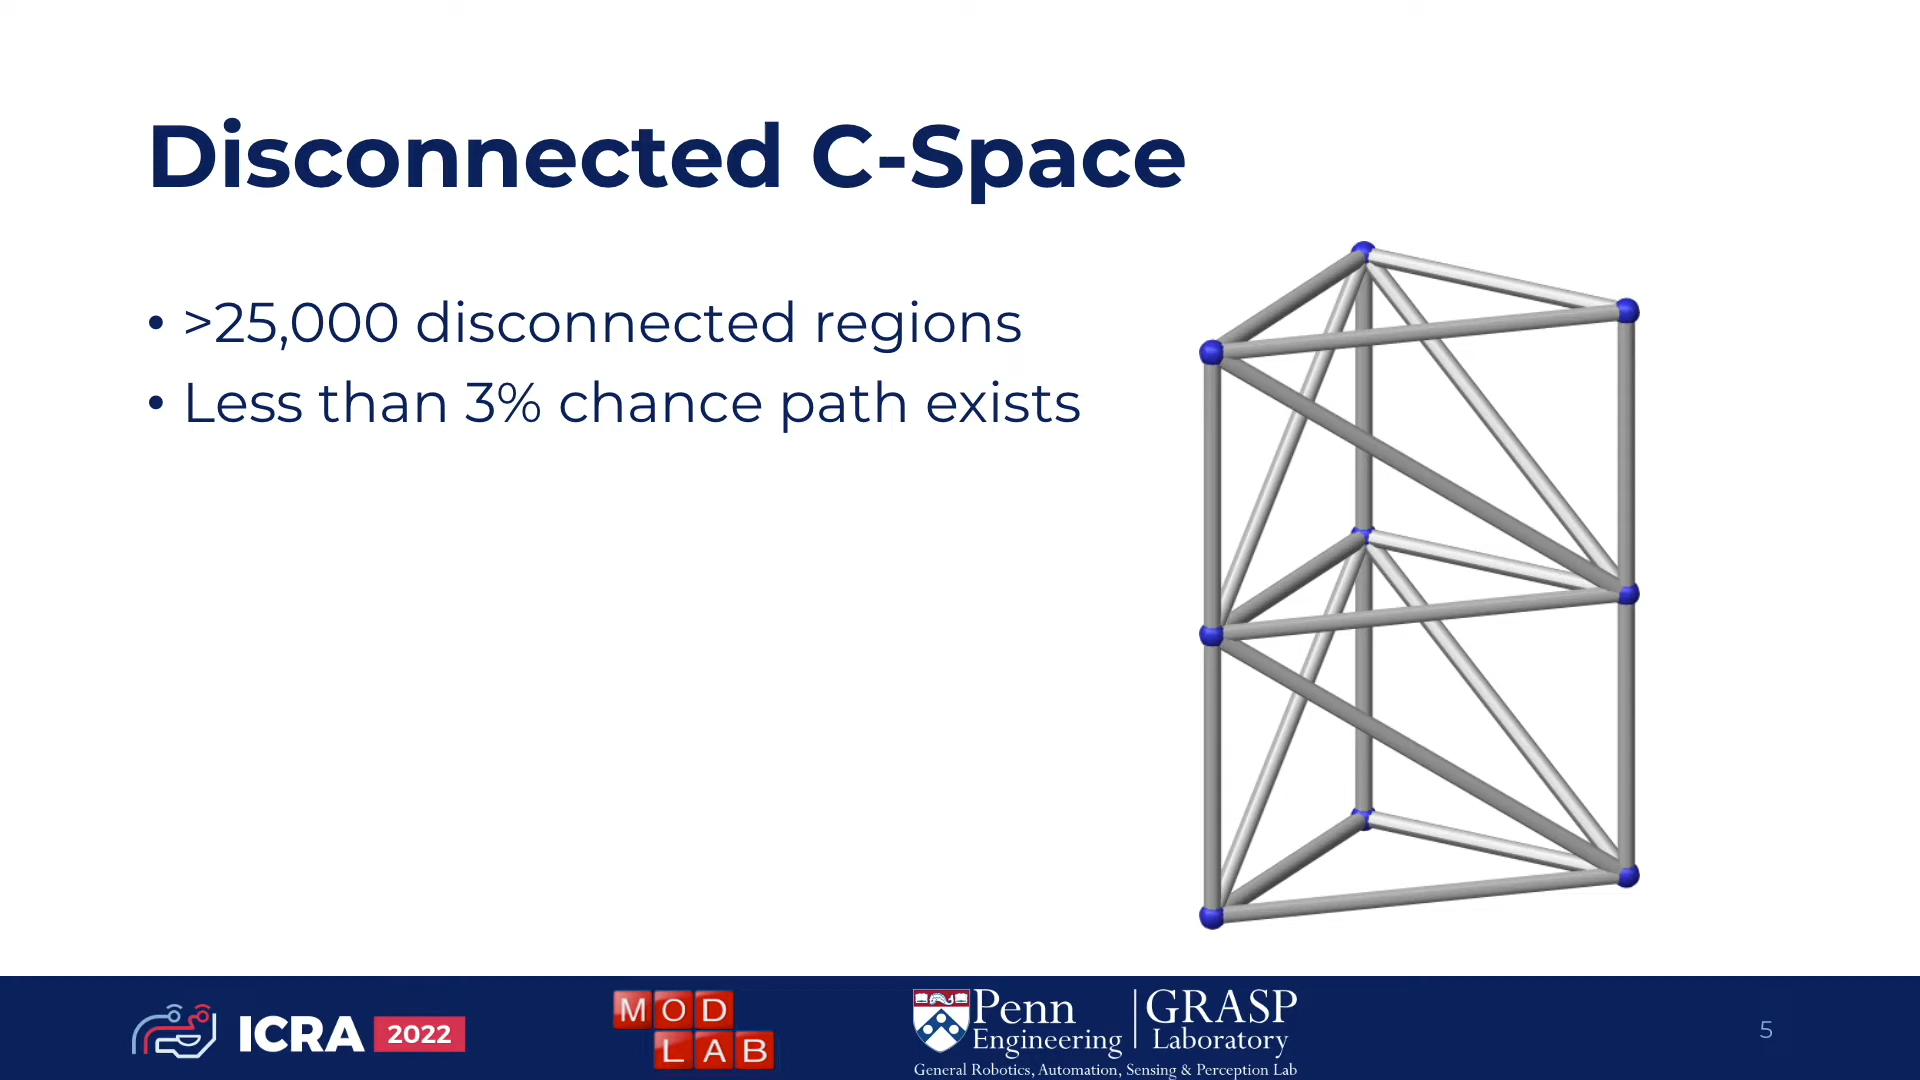 Disconnected C-Space
• >25,000 disconnected regions
• Less than 3% chance path exists
ICRA 2022
MOD
LAB
Penn
Engineering
GRASP
Laboratory
General Robotics, Automation, Sensing & Perception Lab
5